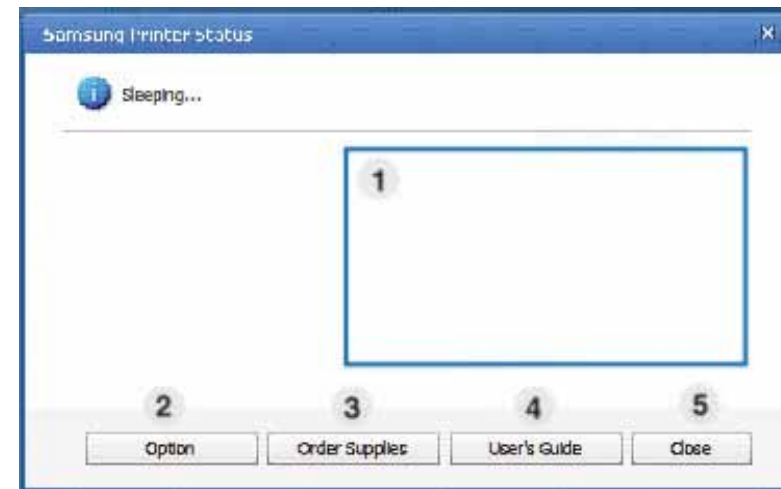 Samsung Printer Status
Sleeping...
1
2 3 4 5
Option Order Supplies User's Guide Close